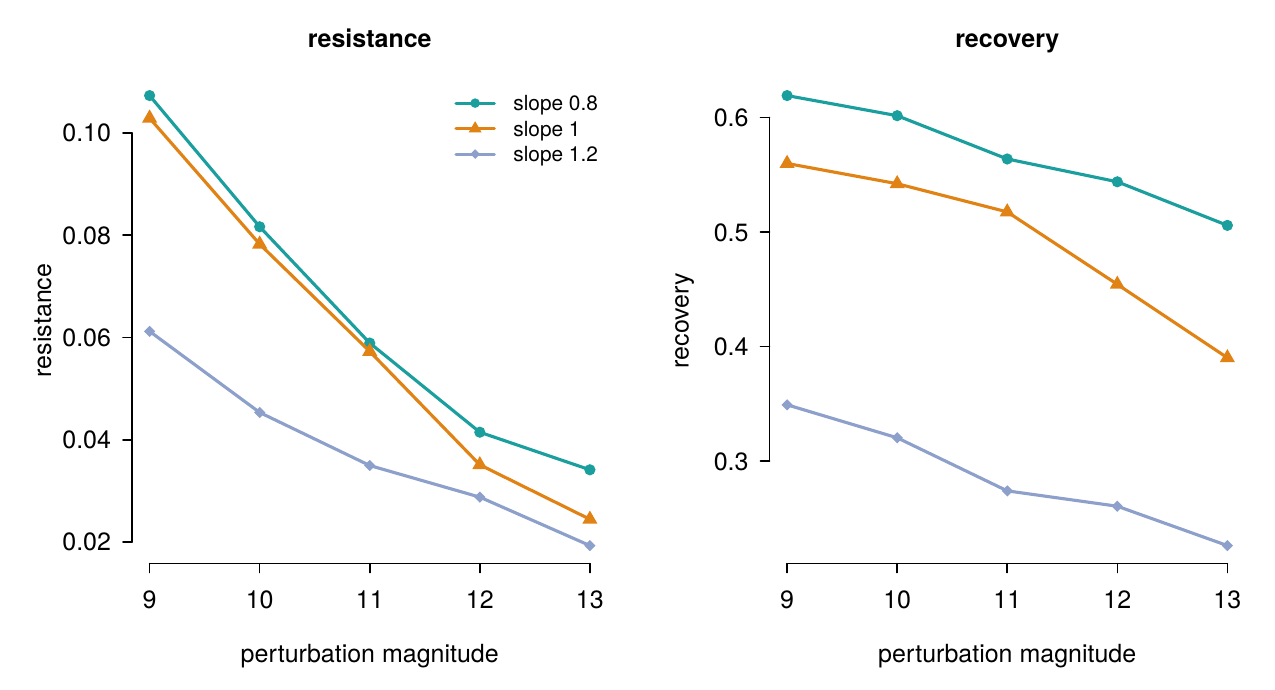 resistance
slope 0.8
slope 1
slope 1.2
resistance
0.10
0.08
0.06
0.04
0.02
9 10 11 12 13
perturbation magnitude
recovery
recovery
0.6
0.5
0.4
0.3
9 10 11 12 13
perturbation magnitude